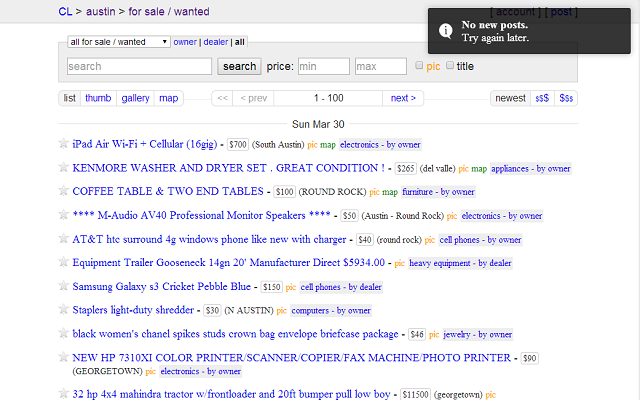 CL > austin > for sale / wanted
[ account ] [ post ]
No new posts.
Try again later.
all for sale / wanted owner | dealer | all
search search price: min max pic title
list thumb gallery map << < prev 1 - 100 next > newest $$$ $$$
Sun Mar 30
iPad Air Wi-Fi + Cellular (16gig) - $700 (South Austin) pic map electronics - by owner
KENMORE WASHER AND DRYER SET . GREAT CONDITION ! - $265 (del valle) pic map appliances - by owner
COFFEE TABLE & TWO END TABLES - $100 (ROUND ROCK) pic map furniture - by owner
**** M-Audio AV40 Professional Monitor Speakers **** - $50 (Austin - Round Rock) pic electronics - by owner
AT&T htc surround 4g windows phone like new with charger - $40 (round rock) pic cell phones - by owner
Equipment Trailer Gooseneck 14gn 20' Manufacturer Direct $5934.00 - pic heavy equipment - by dealer
Samsung Galaxy s3 Cricket Pebble Blue - $150 pic cell phones - by dealer
Staplers light-duty shredder - $30 (N AUSTIN) pic computers - by owner
black women's chanel spikes studs crown bag envelope briefcase package - $46 pic jewelry - by owner
NEW HP 7310XI COLOR PRINTER/SCANNER/COPIER/FAX MACHINE/PHOTO PRINTER - $90
(GEORGETOWN) pic electronics - by owner
32 hp 4x4 mahindra tractor w/frontloader and 20ft bumper pull low boy - $11500 (georgetown) pic